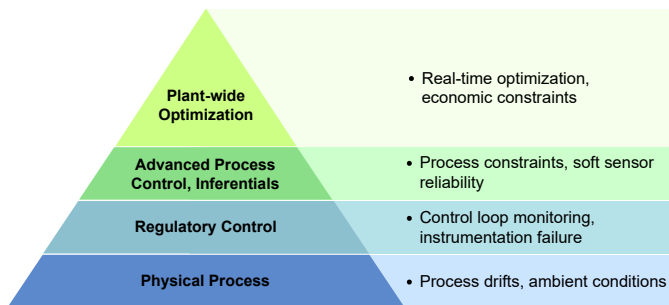 Plant-wide
Optimization
• Real-time optimization,
economic constraints
Advanced Process
Control, Inferentials
• Process constraints, soft sensor
reliability
Regulatory Control
• Control loop monitoring,
instrumentation failure
Physical Process
• Process drifts, ambient conditions